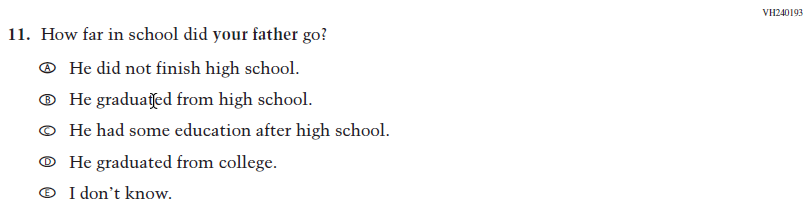 VH240193
11. How far in school did your father go?
A He did not finish high school.
B He graduated from high school.
C He had some education after high school.
D He graduated from college.
E I don’t know.